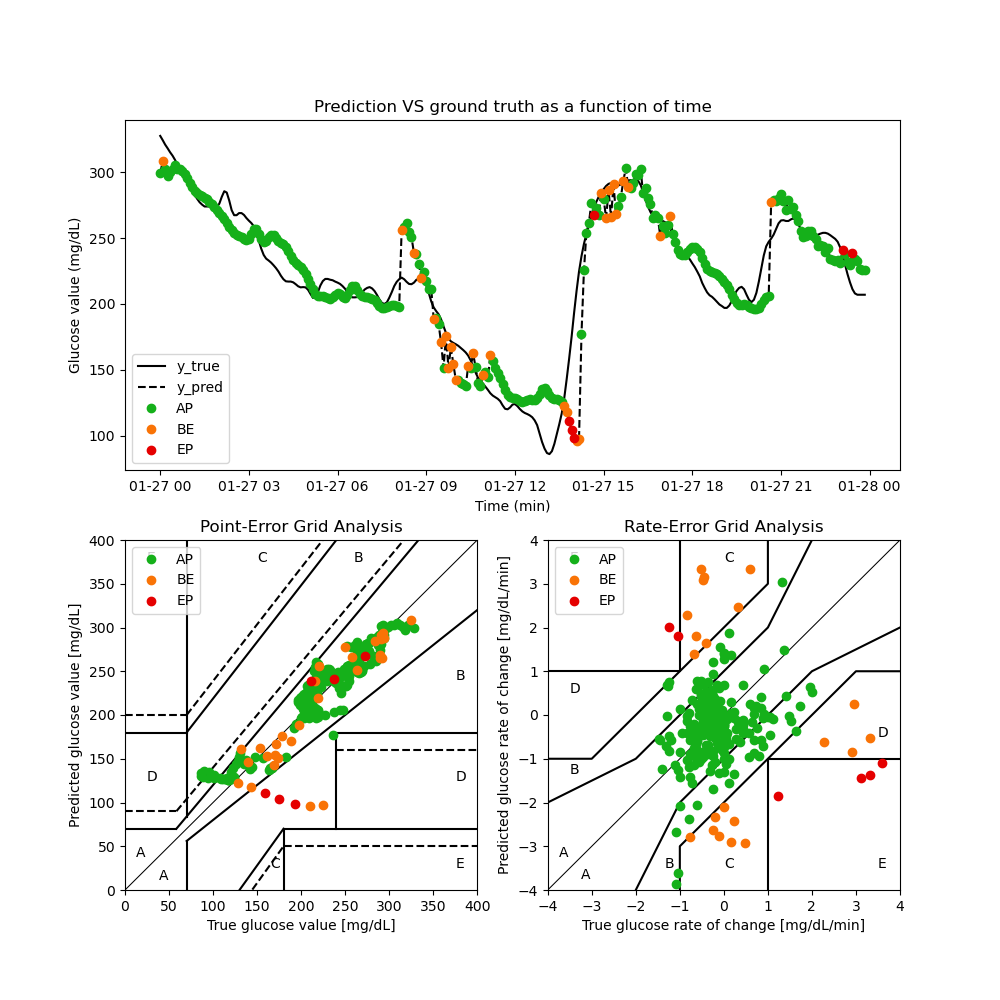 Prediction VS ground truth as a function of time
Glucose value (mg/dL)
300
250
200
150
100
y_true
y_pred
AP
BE
EP
01-27 00 01-27 03 01-27 06 01-27 09 01-27 12 01-27 15 01-27 18 01-27 21 01-28 00
Time (min)
Point-Error Grid Analysis
Predicted glucose value [mg/dL]
400
350
300
250
200
150
100
50
0
AP
BE
EP
C
B
B
D
D
A
A
C
E
0 50 100 150 200 250 300 350 400
True glucose value [mg/dL]
Rate-Error Grid Analysis
Predicted glucose rate of change [mg/dL/min]
4
3
2
1
0
−1
−2
−3
−4
AP
BE
EP
C
D
D
B
A
A
B
C
E
−4 −3 −2 −1 0 1 2 3 4
True glucose rate of change [mg/dL/min]